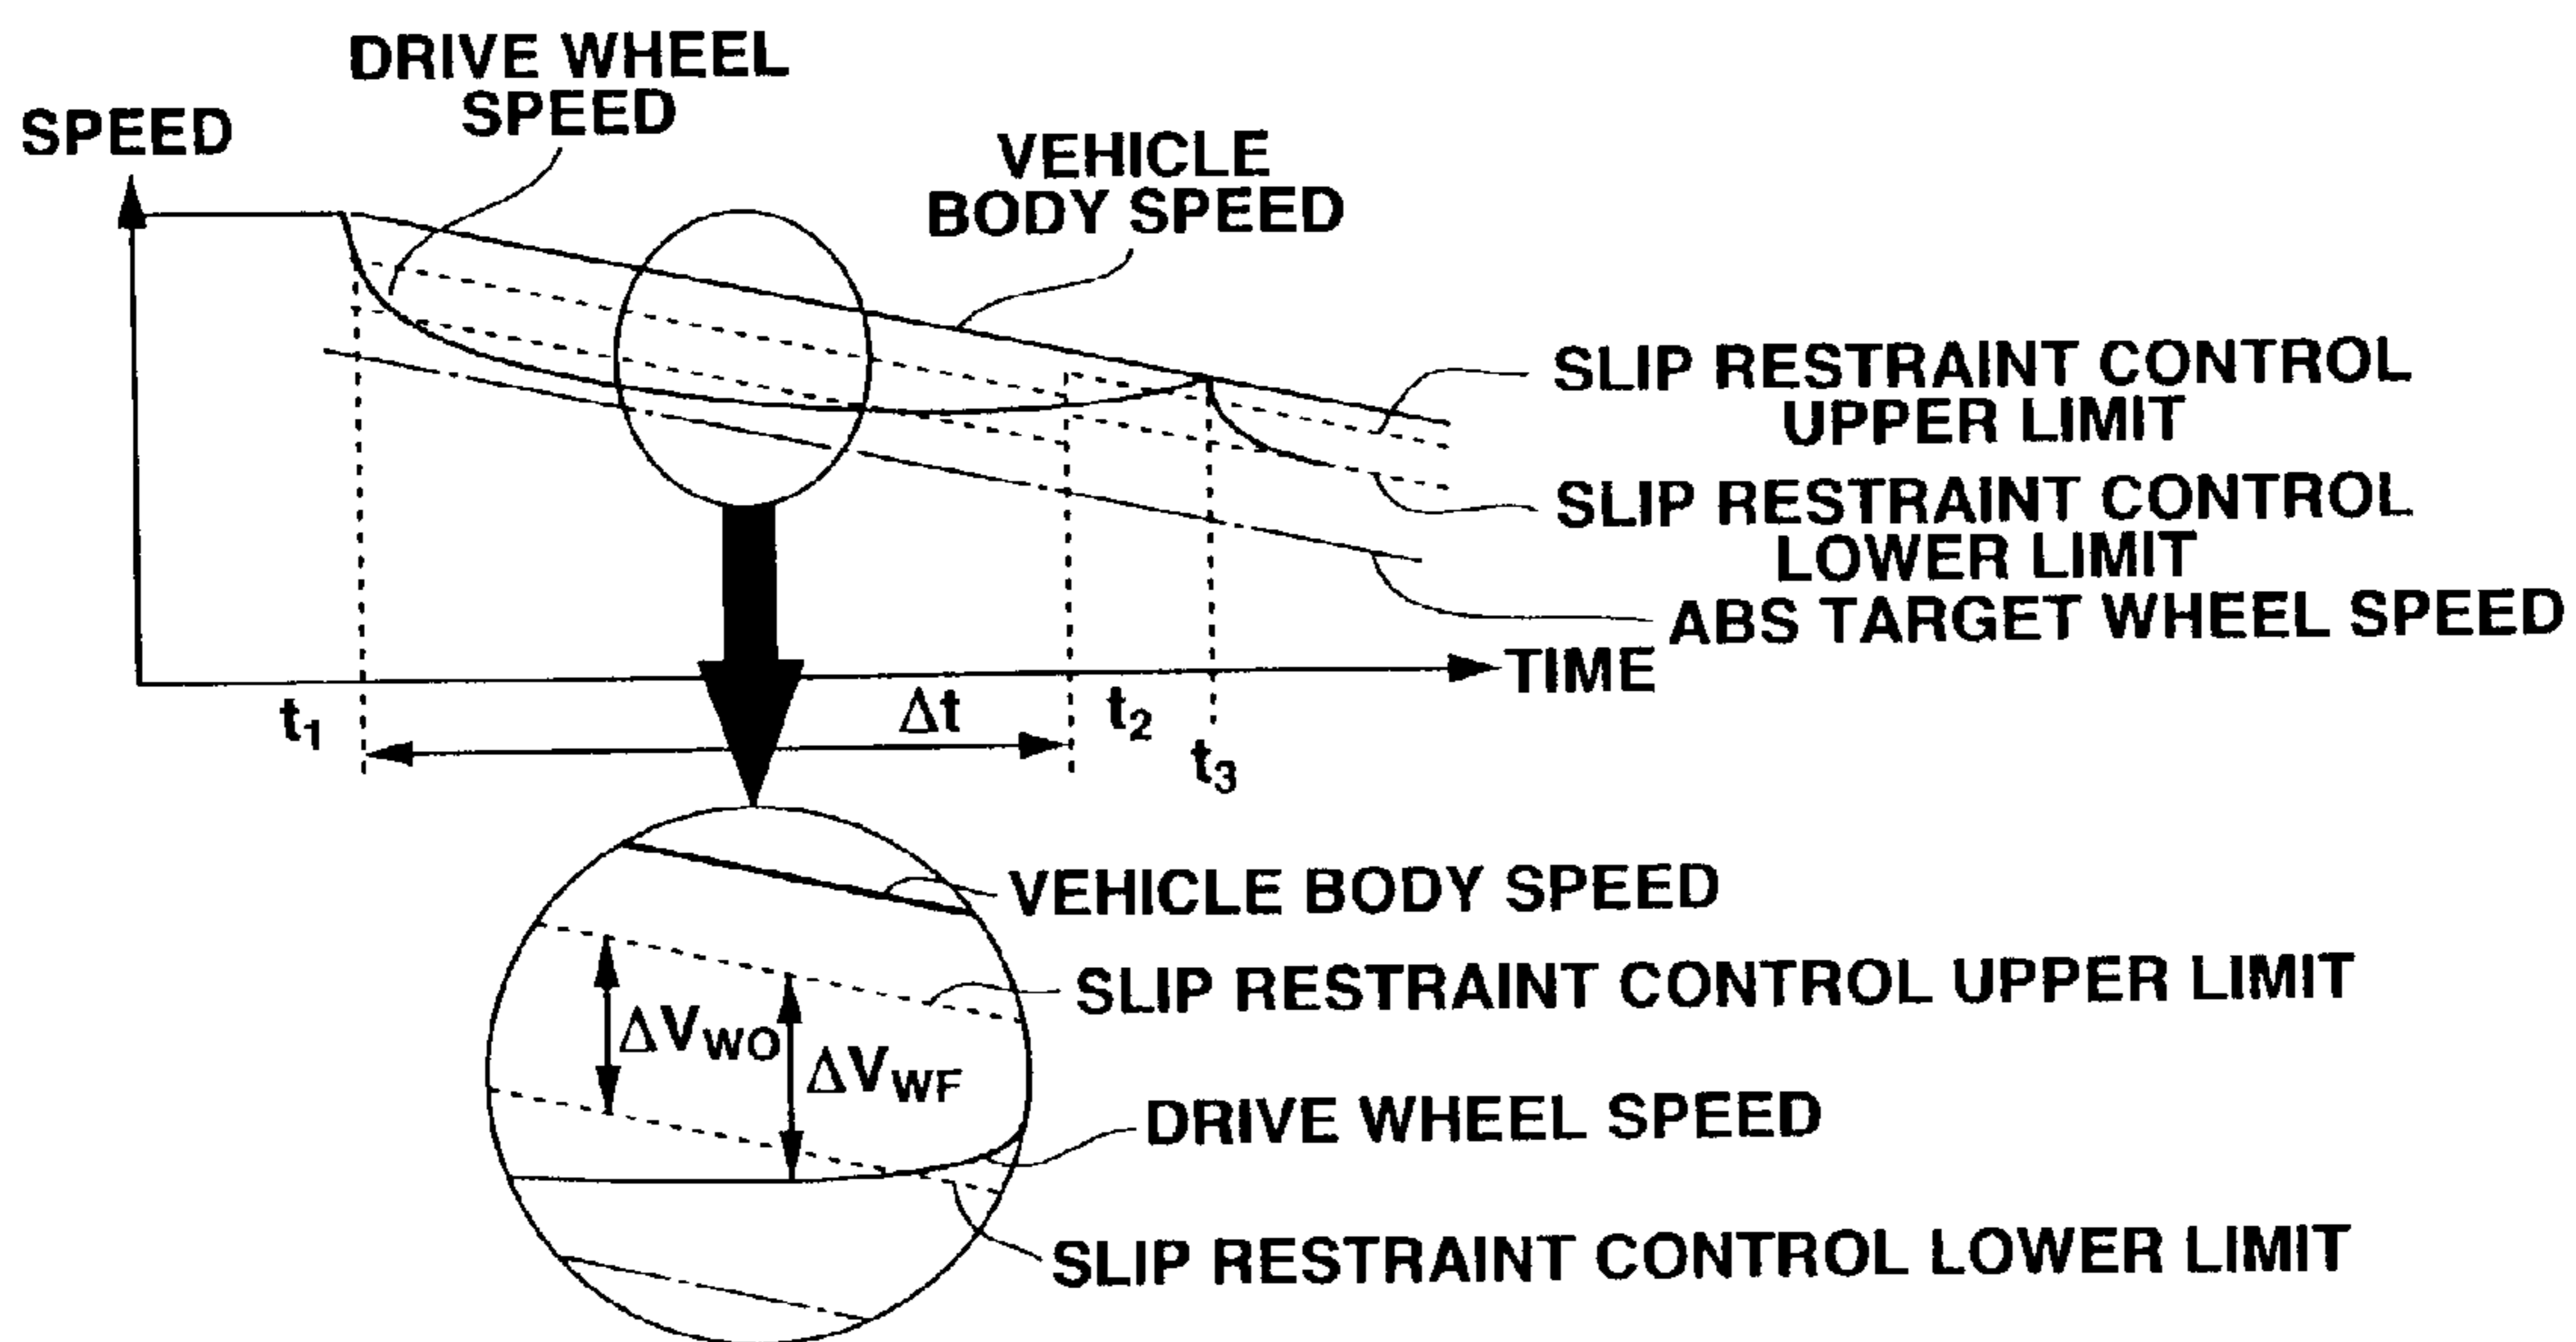 DRIVE WHEEL
SPEED
SPEED
VEHICLE
BODY SPEED
SLIP RESTRAINT CONTROL
UPPER LIMIT
SLIP RESTRAINT CONTROL
LOWER LIMIT
ABS TARGET WHEEL SPEED
TIME
t1
Δt
t2
t3
VEHICLE BODY SPEED
SLIP RESTRAINT CONTROL UPPER LIMIT
ΔVWO
ΔVWF
DRIVE WHEEL SPEED
SLIP RESTRAINT CONTROL LOWER LIMIT